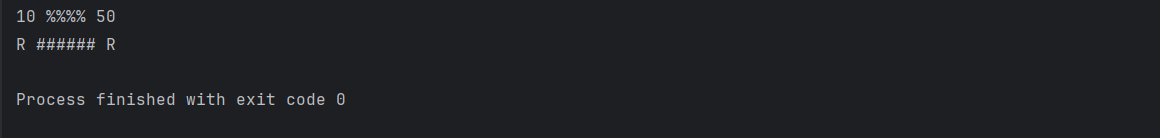 10 %%%% 50
R ###### R
Process finished with exit code 0